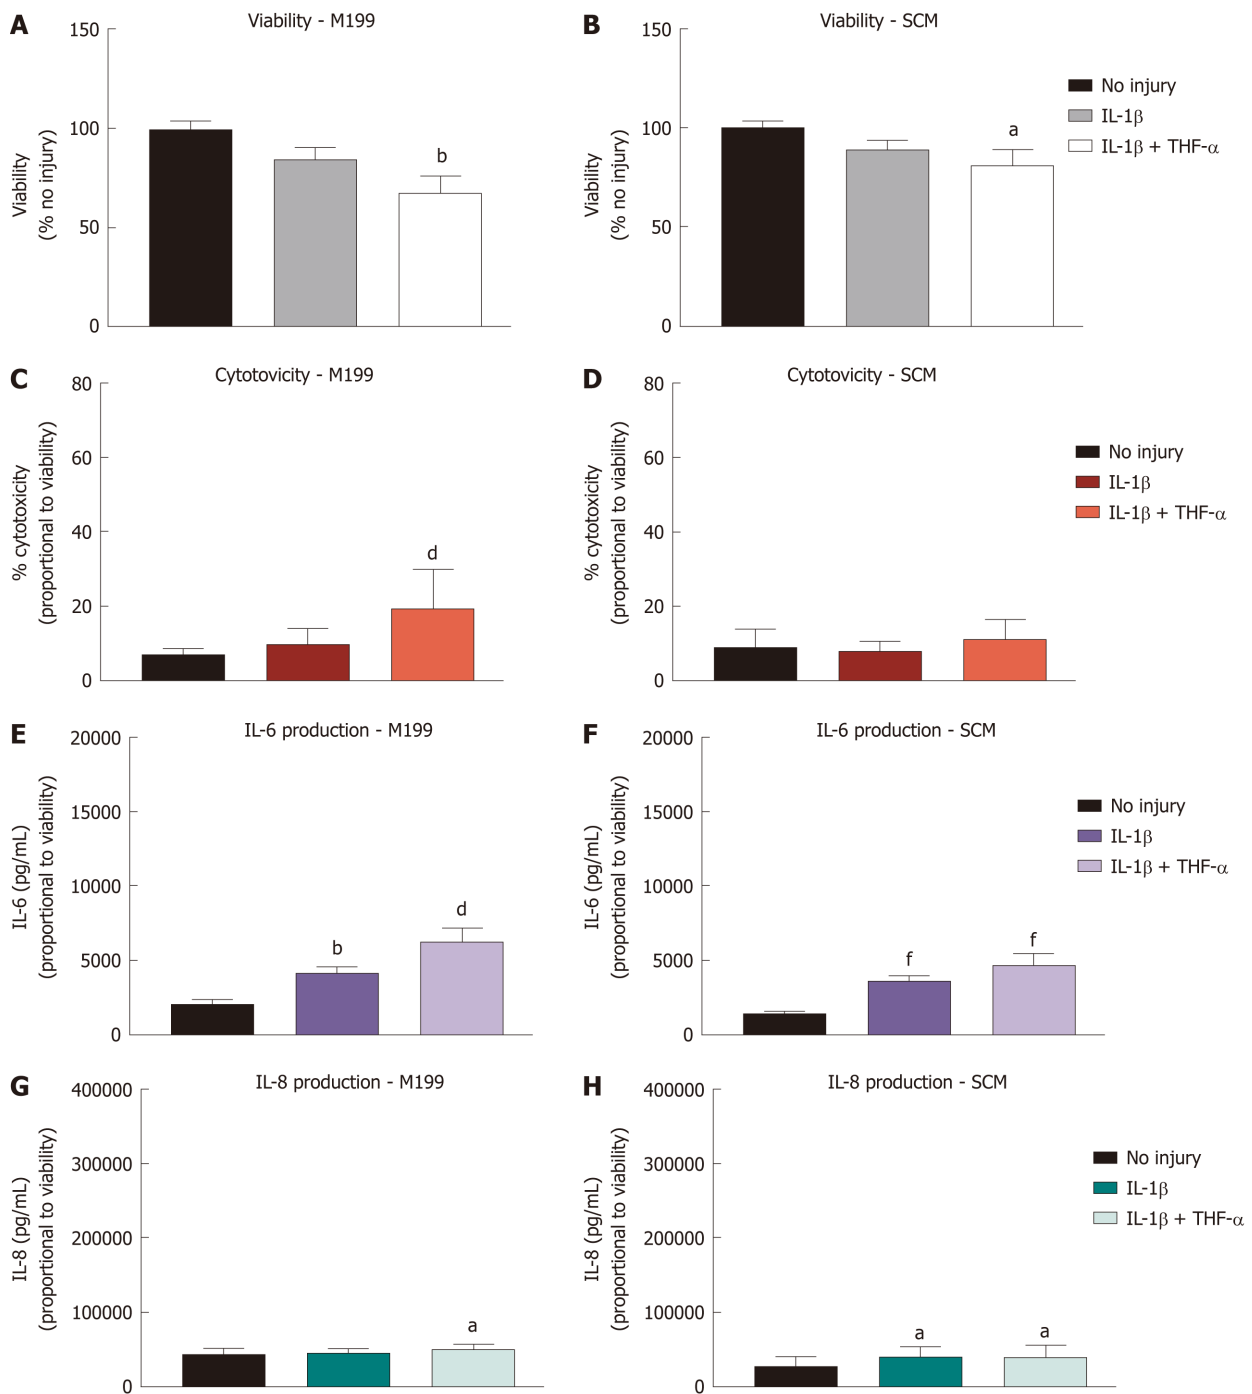 A
Viability - M199
150
100
50
0
Viability
(% no injury)
b
B
Viability - SCM
150
100
50
0
Viability
(% no injury)
a
No injury
IL-1β
IL-1β + THF-α
C
Cytotovicity - M199
80
60
40
20
0
% cytotoxicity
(proportional to viability)
d
D
Cytotovicity - SCM
80
60
40
20
0
% cytotoxicity
(proportional to viability)
No injury
IL-1β
IL-1β + THF-α
E
IL-6 production - M199
20000
15000
10000
5000
0
IL-6 (pg/mL)
(proportional to viability)
b
d
F
IL-6 production - SCM
20000
15000
10000
5000
0
IL-6 (pg/mL)
(proportional to viability)
f
f
No injury
IL-1β
IL-1β + THF-α
G
IL-8 production - M199
400000
300000
200000
100000
0
IL-8 (pg/mL)
(proportional to viability)
a
H
IL-8 production - SCM
400000
300000
200000
100000
0
IL-8 (pg/mL)
(proportional to viability)
a
a
No injury
IL-1β
IL-1β + THF-α